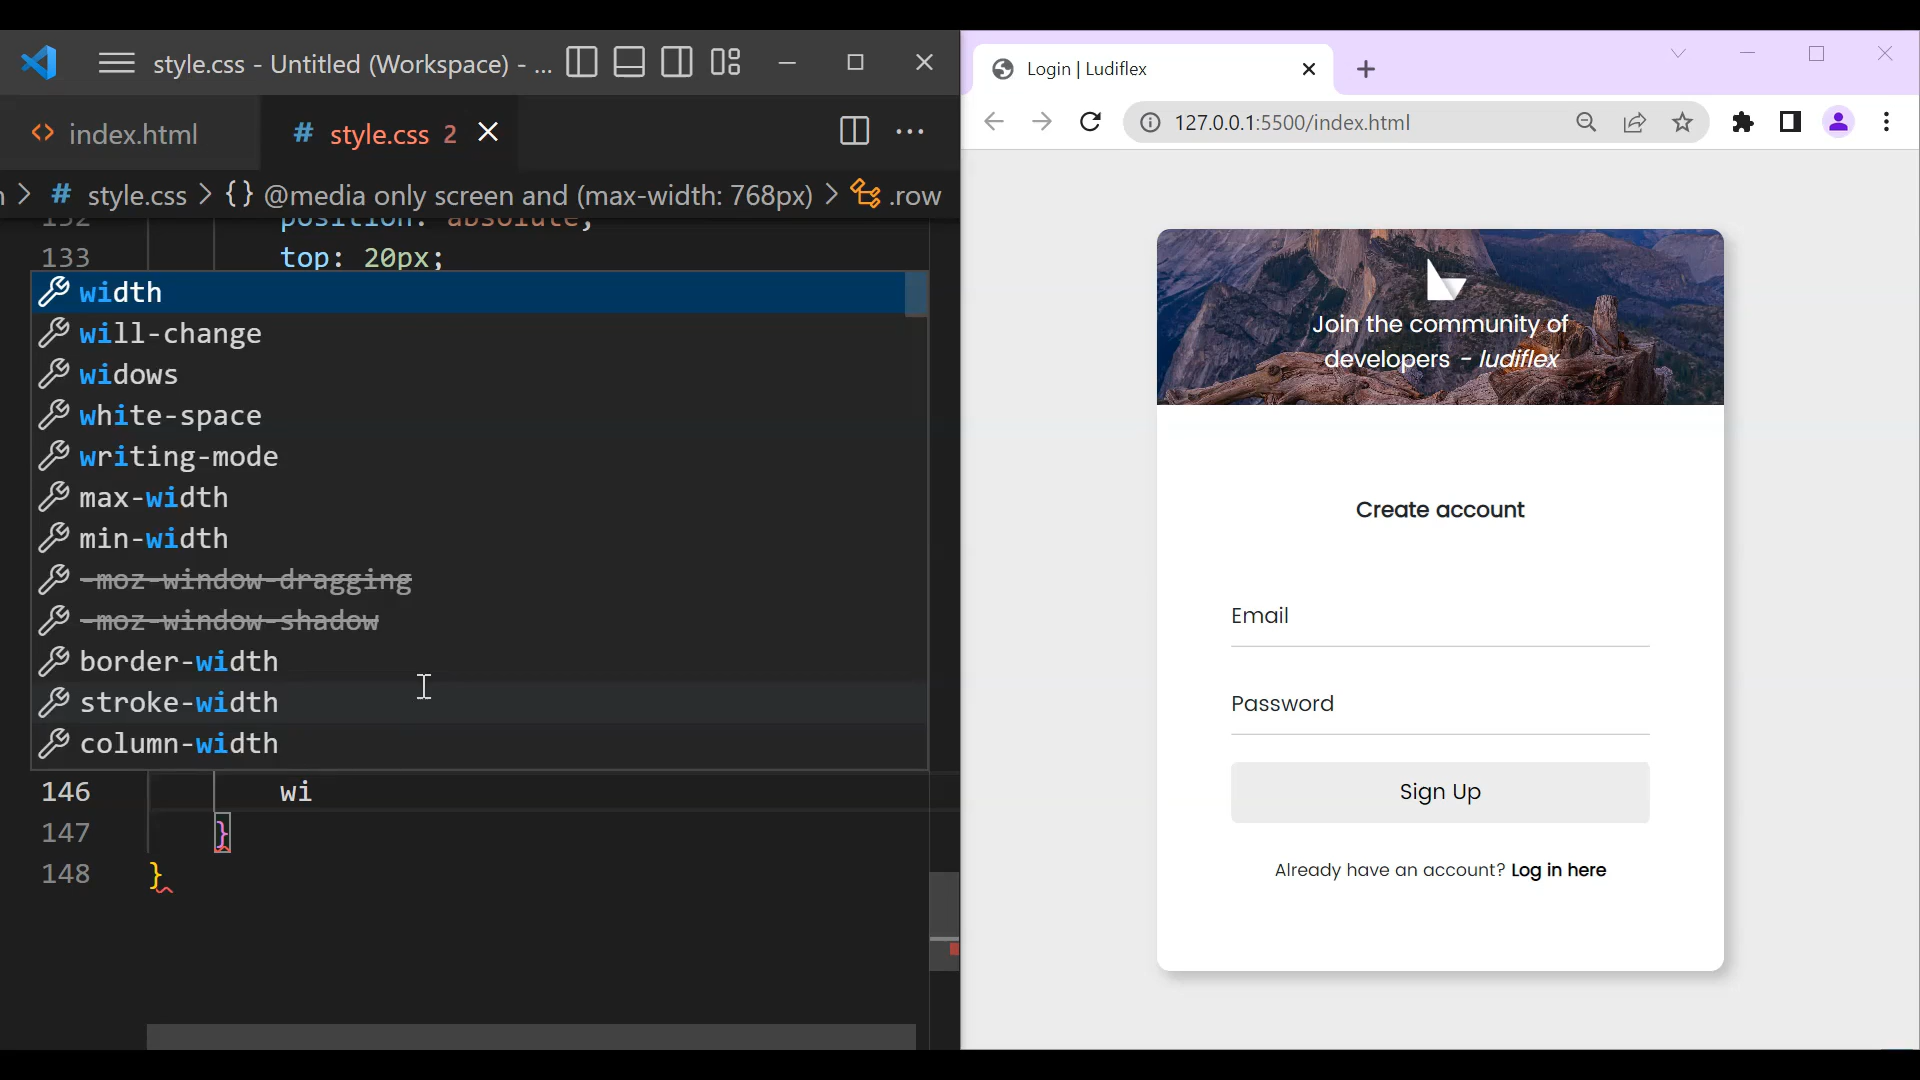 style.css - Untitled (Workspace) - ...
index.html
# style.css 2
# style.css > {} @media only screen and (max-width: 768px) > .row
132 position: absolute;
133 top: 20px;
width
will-change
widows
white-space
writing-mode
max-width
min-width
-moz-window-dragging
-moz-window-shadow
border-width
stroke-width
column-width
146 wi
147 }
148 }
Login | Ludiflex
127.0.0.1:5500/index.html
Join the community of
developers - ludiflex
Create account
Email
Password
Sign Up
Already have an account? Log in here